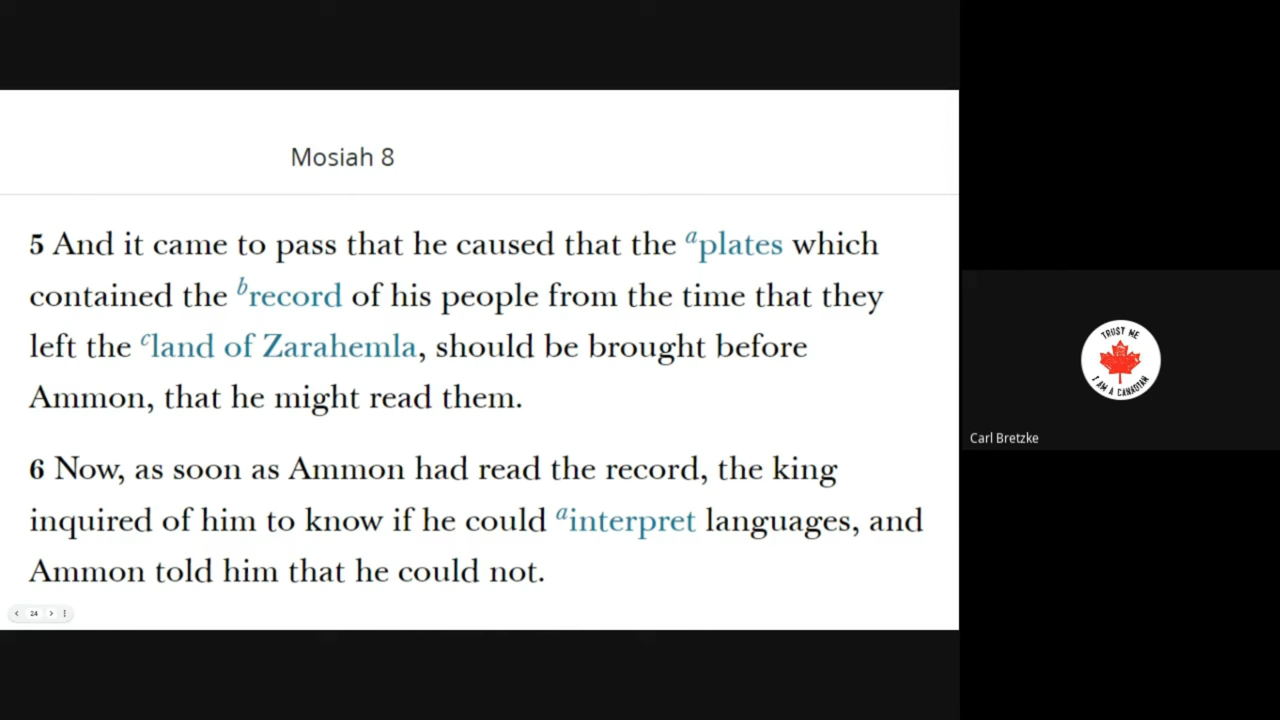 Mosiah 8
5 And it came to pass that he caused that the ᵃplates which
contained the ᵇrecord of his people from the time that they
left the ᶜland of Zarahemla, should be brought before
Ammon, that he might read them.
6 Now, as soon as Ammon had read the record, the king
inquired of him to know if he could ᵃinterpret languages, and
Ammon told him that he could not.
24
TRUST ME
I AM A CANADIAN
Carl Bretzke